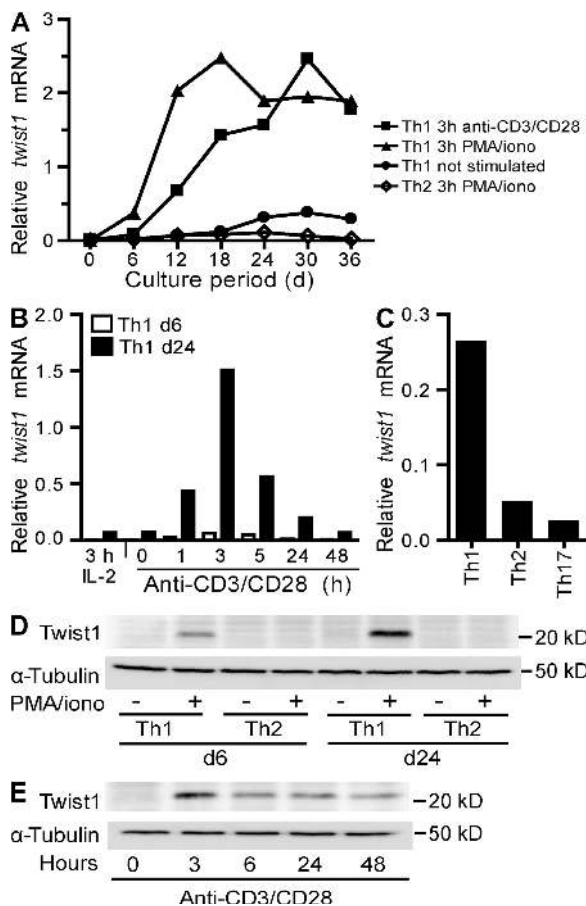 A
Relative twist1 mRNA
3
2
1
0
0 6 12 18 24 30 36
Culture period (d)
Th1 3h anti-CD3/CD28
Th1 3h PMA/iono
Th1 not stimulated
Th2 3h PMA/iono
B
Relative twist1 mRNA
2.0
1.5
1.0
0.5
0.0
Th1 d6
Th1 d24
3 h
IL-2
0 1 3 5 24 48
Anti-CD3/CD28 (h)
C
Relative twist1 mRNA
0.3
0.2
0.1
0.0
Th1
Th2
Th17
D
Twist1
20 kD
α-Tubulin
50 kD
PMA/iono - + - + - + - +
Th1 Th2 Th1 Th2
d6 d24
E
Twist1
20 kD
α-Tubulin
50 kD
Hours 0 3 6 24 48
Anti-CD3/CD28